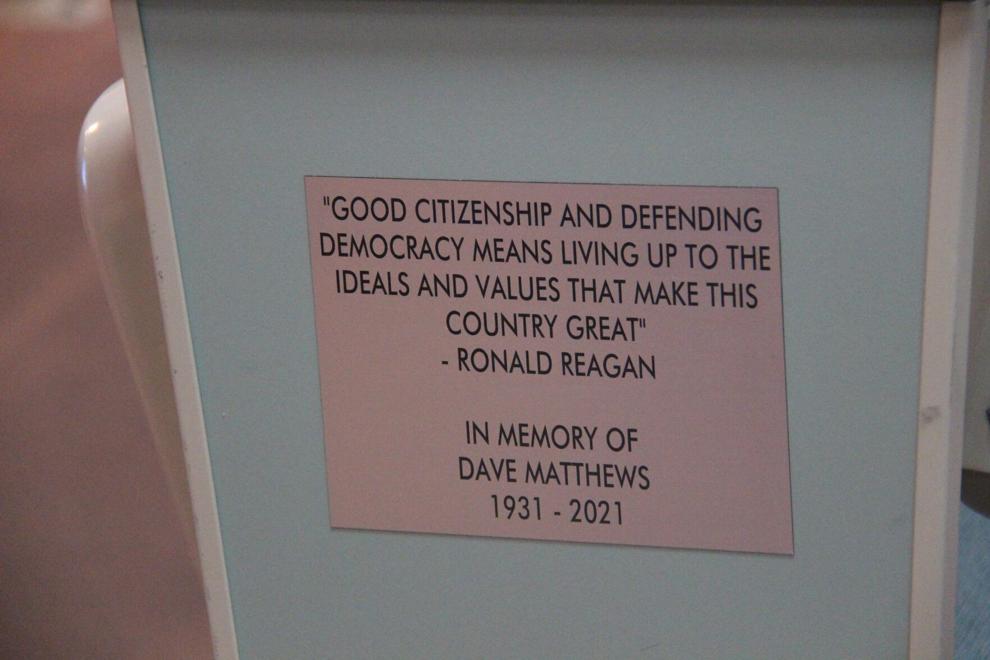 "GOOD CITIZENSHIP AND DEFENDING
DEMOCRACY MEANS LIVING UP TO THE
IDEALS AND VALUES THAT MAKE THIS
COUNTRY GREAT"
- RONALD REAGAN
IN MEMORY OF
DAVE MATTHEWS
1931 - 2021